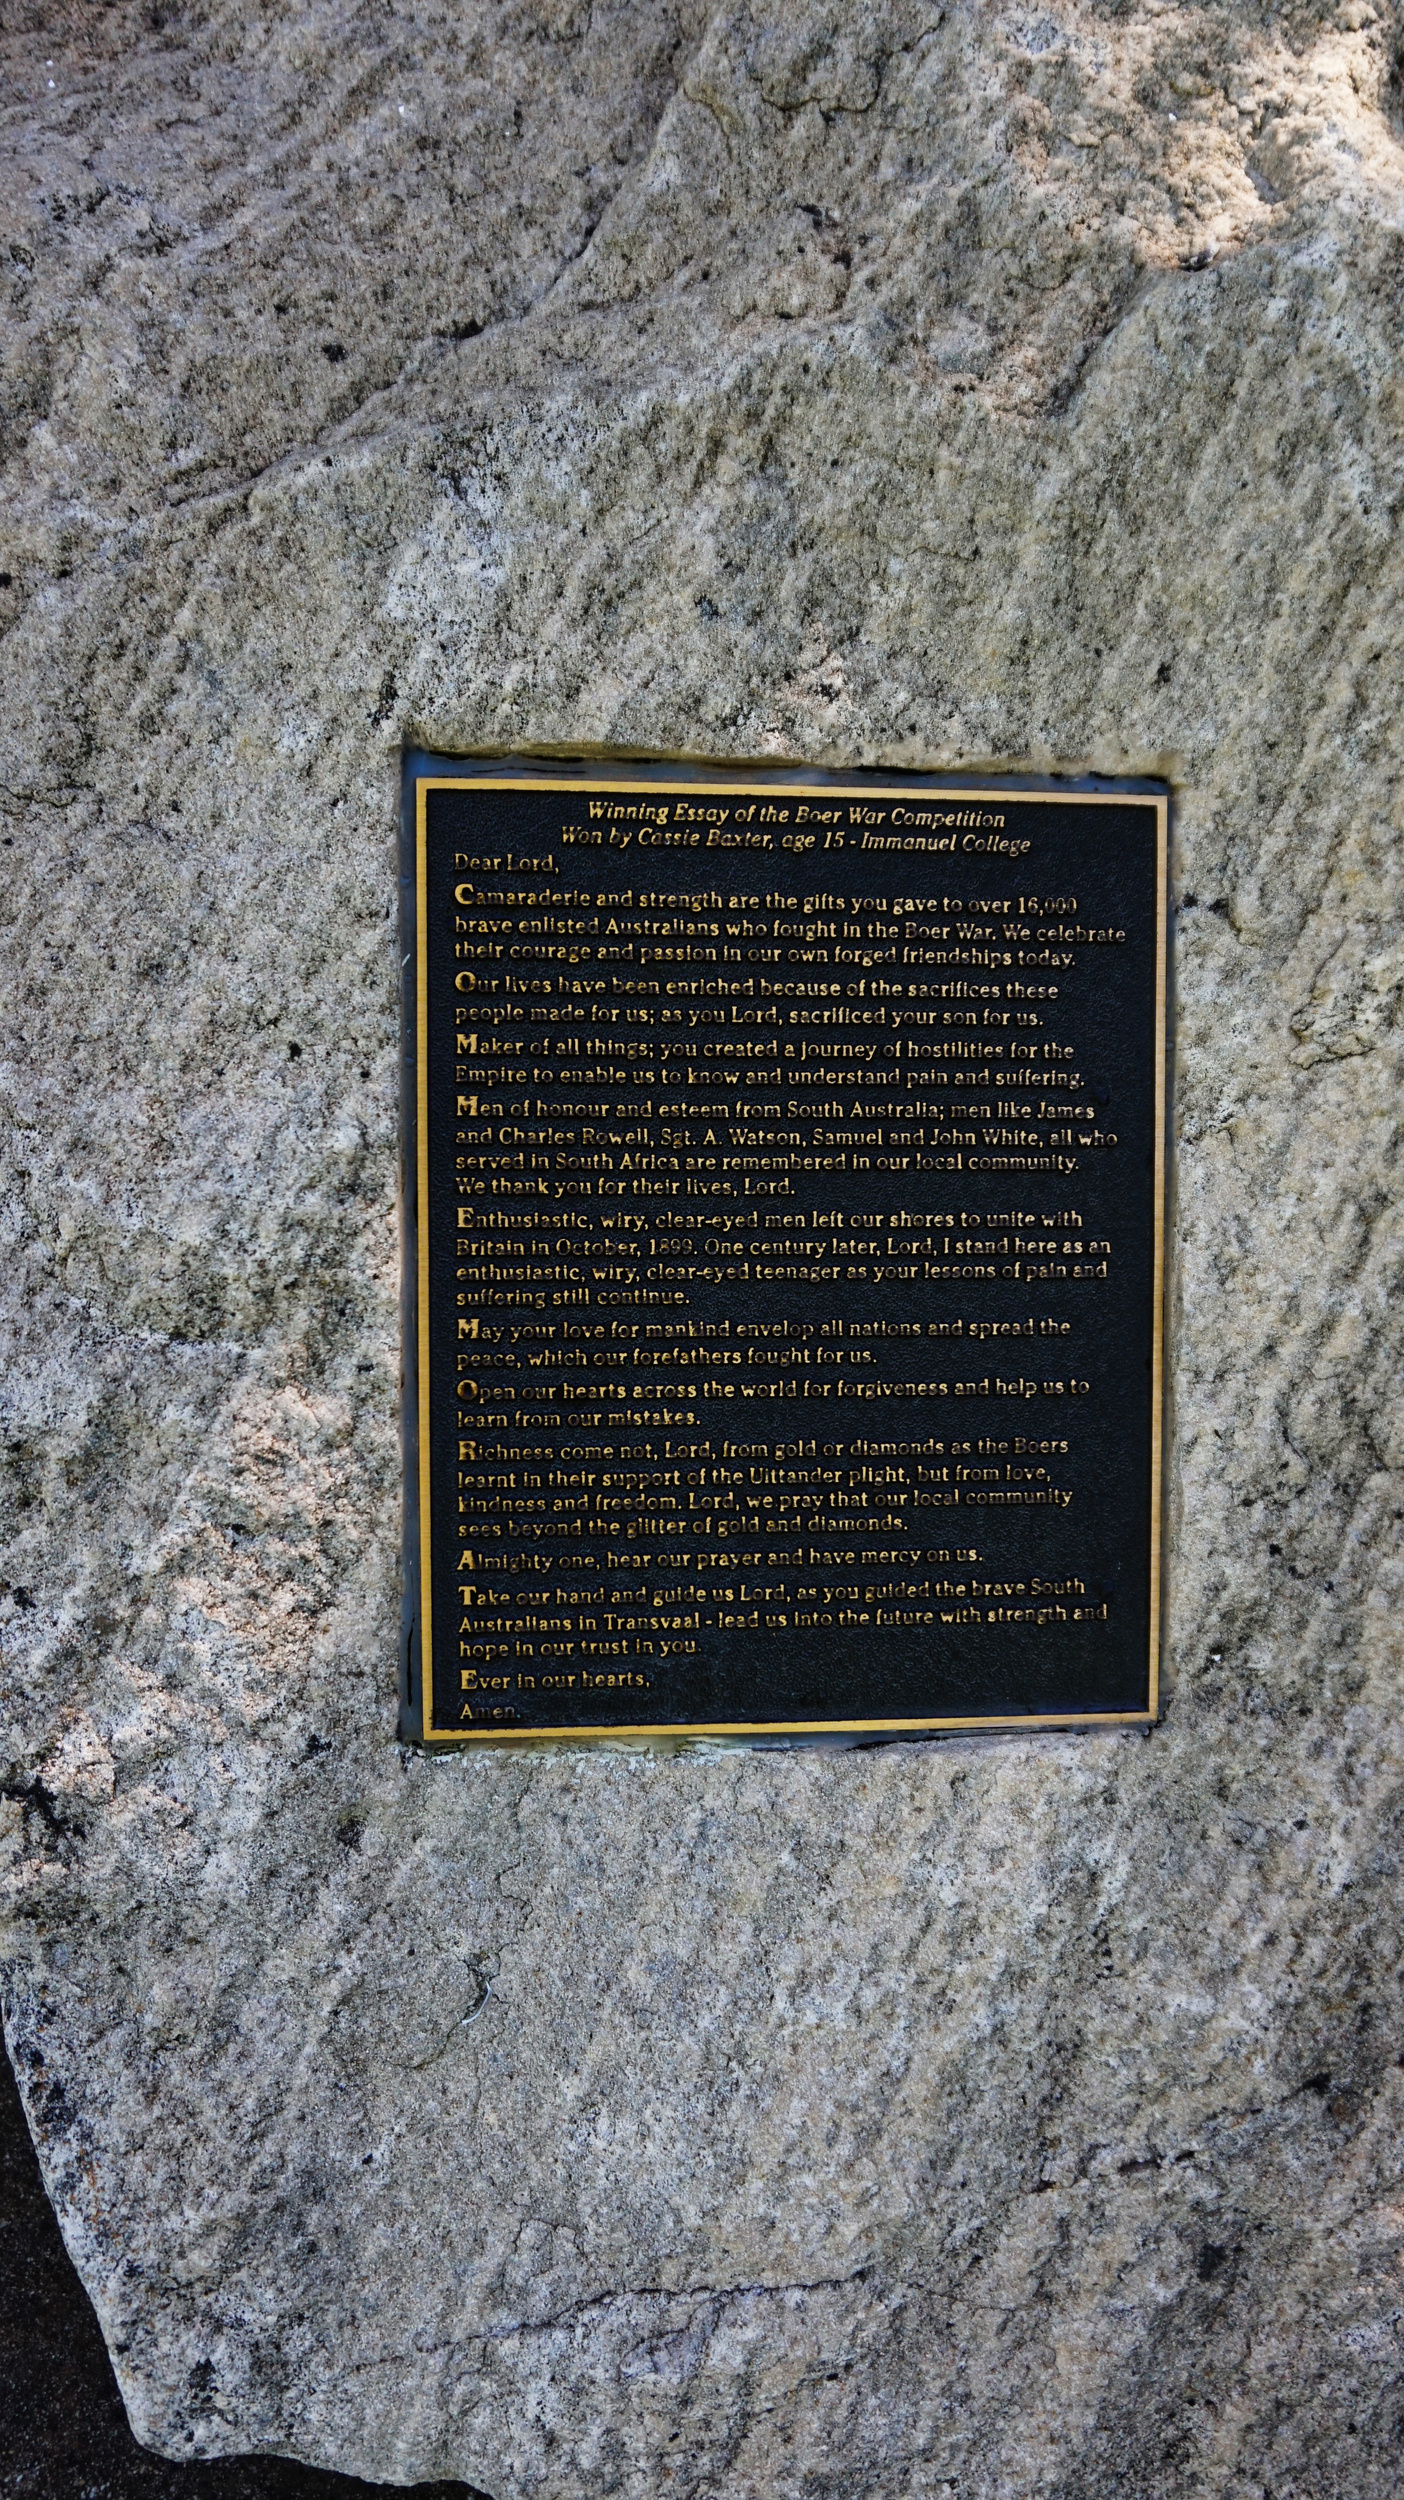 Winning Essay of the Boer War Competition
Won by Cassie Baxter, age 15 - Immanuel College
Dear Lord,
Camaraderie and strength are the gifts you gave to over 16,000
brave enlisted Australians who fought in the Boer War. We celebrate
their courage and passion in our own forged friendships today.
Our lives have been enriched because of the sacrifices these
people made for us; as you Lord, sacrificed your son for us.
Maker of all things; you created a journey of hostilities for the
Empire to enable us to know and understand pain and suffering.
Men of honour and esteem from South Australia; men like James
and Charles Rowell, Sgt. A. Watson, Samuel and John White, all who
served in South Africa are remembered in our local community.
We thank you for their lives, Lord.
Enthusiastic, wiry, clear-eyed men left our shores to unite with
Britain in October, 1899. One century later, Lord, I stand here as an
enthusiastic, wiry, clear-eyed teenager as your lessons of pain and
suffering still continue.
May your love for mankind envelop all nations and spread the
peace, which our forefathers fought for us.
Open our hearts across the world for forgiveness and help us to
learn from our mistakes.
Richness come not, Lord, from gold or diamonds as the Boers
learnt in their support of the Uittander plight, but from love,
kindness and freedom. Lord, we pray that our local community
sees beyond the glitter of gold and diamonds.
Almighty one, hear our prayer and have mercy on us.
Take our hand and guide us Lord, as you guided the brave South
Australians in Transvaal - lead us into the future with strength and
hope in our trust in you.
Ever in our hearts,
Amen.